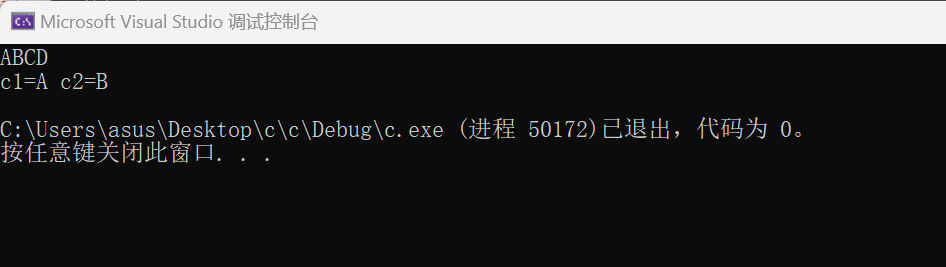 Microsoft Visual Studio 调试控制台
ABCD
c1=A c2=B
C:\Users\asus\Desktop\c\c\Debug\c.exe (进程 50172)已退出，代码为 0。
按任意键关闭此窗口. . .